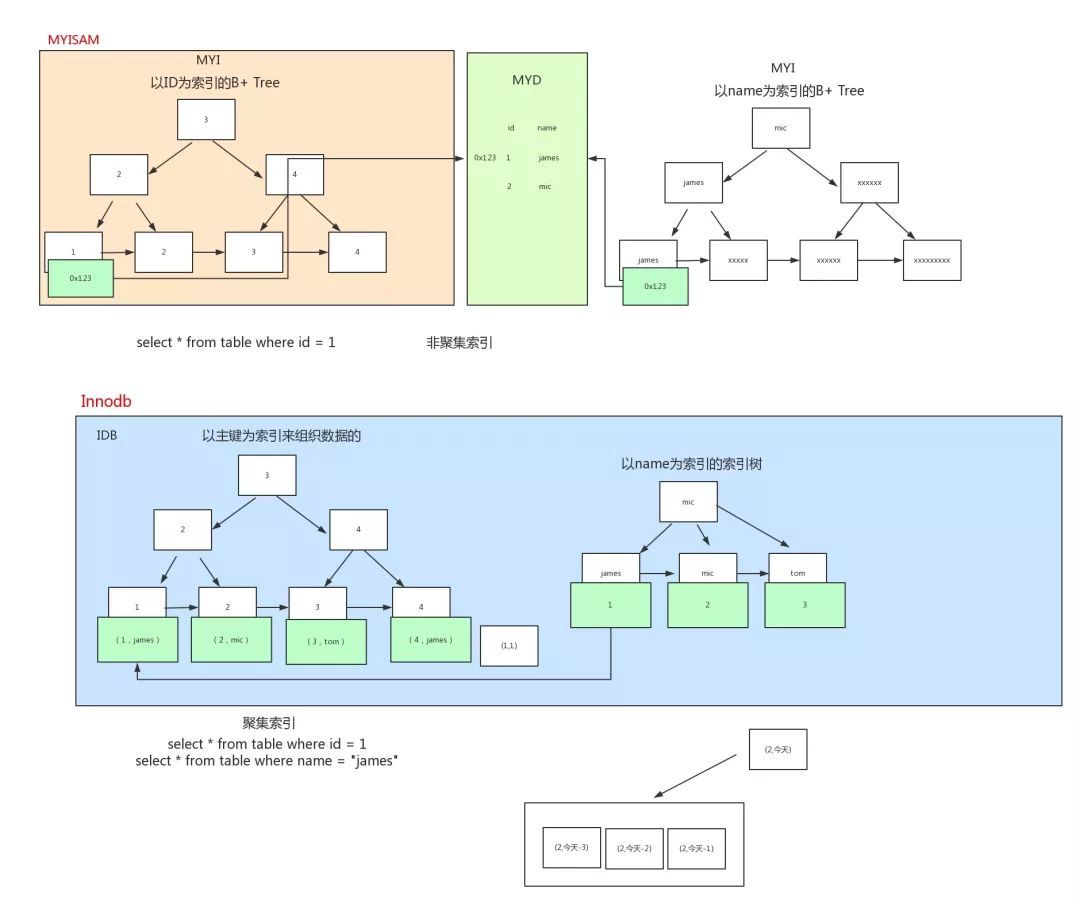 MYISAM
MYI
以ID为索引的B+ Tree
3
2
4
1
2
3
4
0x123
MYD
id name
0x123 1 james
2 mic
MYI
以name为索引的B+ Tree
mic
james
xxxxxx
james
xxxxx
xxxxxx
xxxxxxxxx
0x123
select * from table where id = 1
非聚集索引
Innodb
IDB
以主键为索引来组织数据的
3
2
4
1
2
3
4
（1，james）
（2，mic）
（3，tom）
（4，james）
(1,1)
以name为索引的索引树
mic
james
mic
tom
1
2
3
聚集索引
select * from table where id = 1
select * from table where name = "james"
(2,今天)
(2,今天-3)
(2,今天-2)
(2,今天-1)